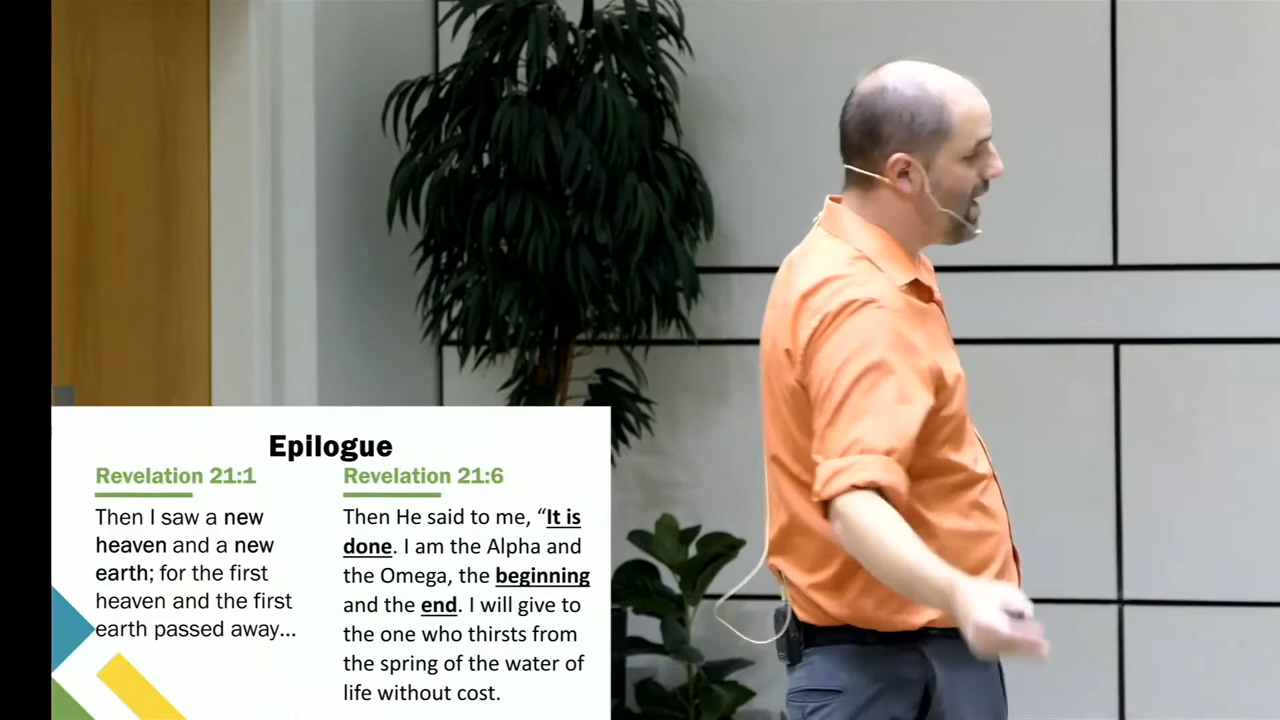 Epilogue
Revelation 21:1
Then I saw a new
heaven and a new
earth; for the first
heaven and the first
earth passed away...
Revelation 21:6
Then He said to me, “It is
done. I am the Alpha and
the Omega, the beginning
and the end. I will give to
the one who thirsts from
the spring of the water of
life without cost.